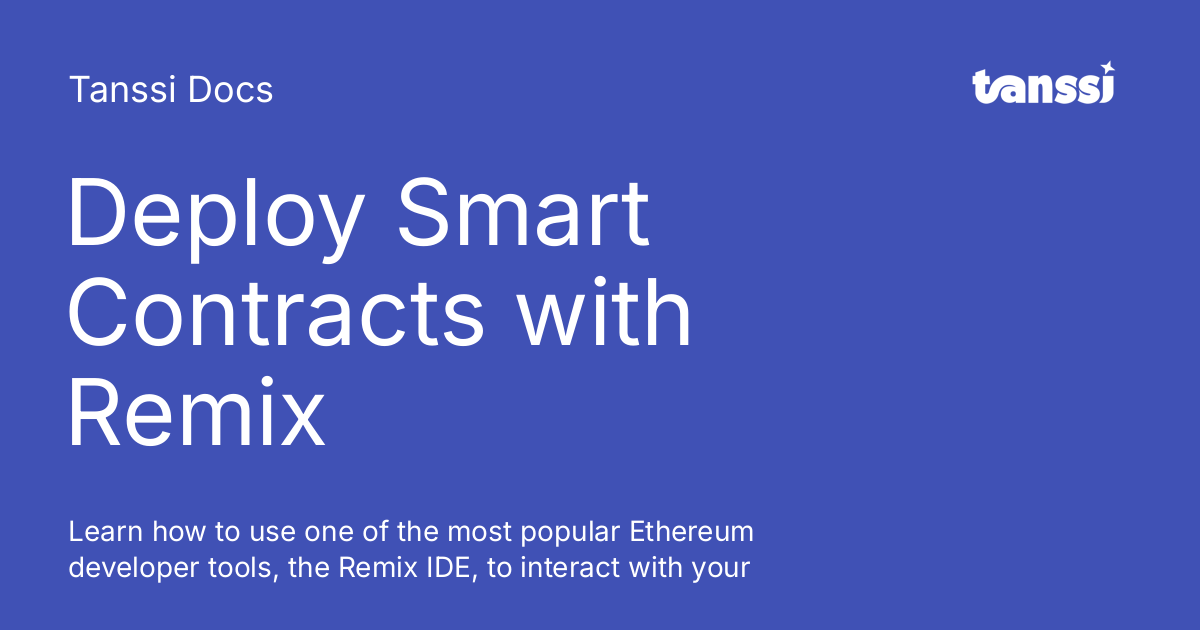 Tanssi Docs
tanssi
Deploy Smart
Contracts with
Remix
Learn how to use one of the most popular Ethereum
developer tools, the Remix IDE, to interact with your